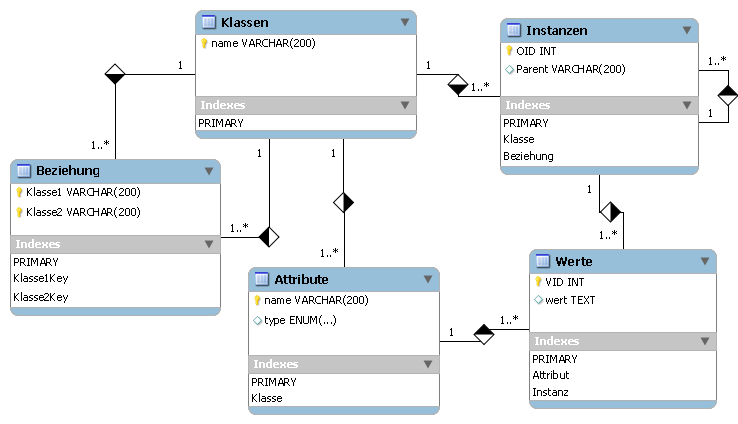 Klassen
name VARCHAR(200)
Indexes
PRIMARY
Instanzen
OID INT
Parent VARCHAR(200)
Indexes
PRIMARY
Klasse
Beziehung
1
1..*
1
1..*
1..*
1
Beziehung
Klasse1 VARCHAR(200)
Klasse2 VARCHAR(200)
Indexes
PRIMARY
Klasse1Key
Klasse2Key
1
1..*
1
1..*
Attribute
name VARCHAR(200)
type ENUM(...)
Indexes
PRIMARY
Klasse
1
1..*
1
1..*
Werte
VID INT
wert TEXT
Indexes
PRIMARY
Attribut
Instanz